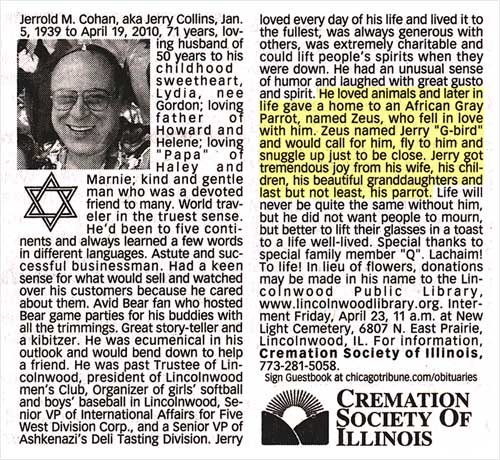 Jerrold M. Cohan, aka Jerry Collins, Jan.
5, 1939 to April 19, 2010, 71 years, lov-
ing husband of
50 years to his
childhood
sweetheart,
Lydia, nee
Gordon; loving
father of
Howard and
Helene; loving
"Papa" of
Haley and
Marnie; kind and gentle
man who was a devoted
friend to many. World trav-
eler in the truest sense.
He'd been to five conti-
nents and always learned a few words
in different languages. Astute and suc-
cessful businessman. Had a keen
sense for what would sell and watched
over his customers because he cared
about them. Avid Bear fan who hosted
Bear game parties for his buddies with
all the trimmings. Great story-teller and
a kibitzer. He was ecumenical in his
outlook and would bend down to help
a friend. He was past Trustee of Lin-
colnwood, president of Lincolnwood
men's Club, Organizer of girls' softball
and boys' baseball in Lincolnwood, Se-
nior VP of International Affairs for Five
West Division Corp., and a Senior VP of
Ashkenazi's Deli Tasting Division. Jerry
loved every day of his life and lived it to
the fullest, was always generous with
others, was extremely charitable and
could lift people's spirits when they
were down. He had an unusual sense
of humor and laughed with great gusto
and spirit. He loved animals and later in
life gave a home to an African Gray
Parrot, named Zeus, who fell in love
with him. Zeus named Jerry "G-bird"
and would call for him, fly to him and
snuggle up just to be close. Jerry got
tremendous joy from his wife, his chil-
dren, his beautiful granddaughters and
last but not least, his parrot. Life will
never be quite the same without him,
but he did not want people to mourn,
but better to lift their glasses in a toast
to a life well-lived. Special thanks to
special family member "Q". Lachaim!
To life! In lieu of flowers, donations
may be made in his name to the Lin-
colnwood Public Library,
www.lincolnwoodlibrary.org. Inter-
ment Friday, April 23, 11 a.m. at New
Light Cemetery, 6807 N. East Prairie,
Lincolnwood, IL. For information,
Cremation Society of Illinois,
773-281-5058.
Sign Guestbook at chicagotribune.com/obituaries
CREMATION
SOCIETY OF
ILLINOIS